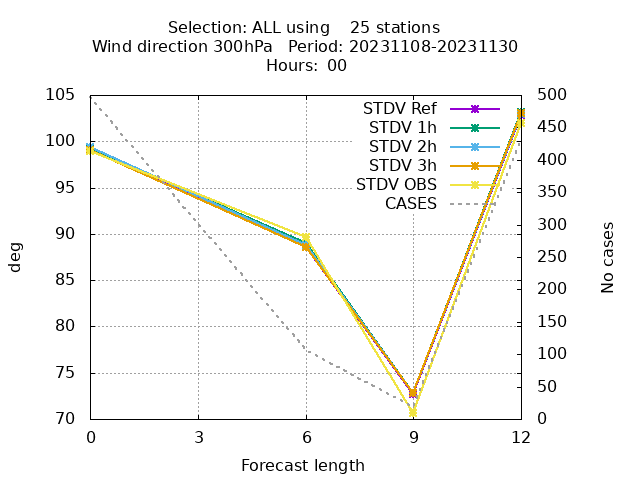 Selection: ALL using    25 stations
Wind direction 300hPa   Period: 20231108-20231130
Hours: 00
105
100
95
90
85
80
75
70
500
450
400
350
300
250
200
150
100
50
0
deg
No cases
STDV Ref
STDV 1h
STDV 2h
STDV 3h
STDV OBS
CASES
0 3 6 9 12
Forecast length